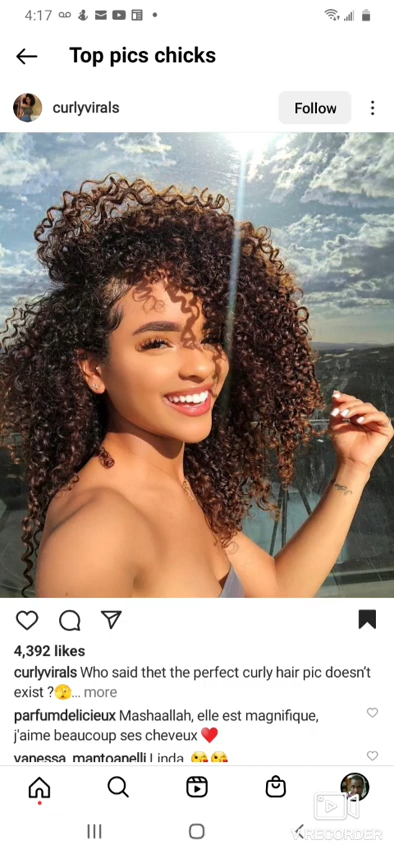 4:17
Top pics chicks
curlyvirals
Follow
4,392 likes
curlyvirals Who said thet the perfect curly hair pic doesn't
exist ?🫣... more
parfumdelicieux Mashaallah, elle est magnifique,
j'aime beaucoup ses cheveux ❤️
vanessa_mantoanelli Linda 😘😘
V RECORDER